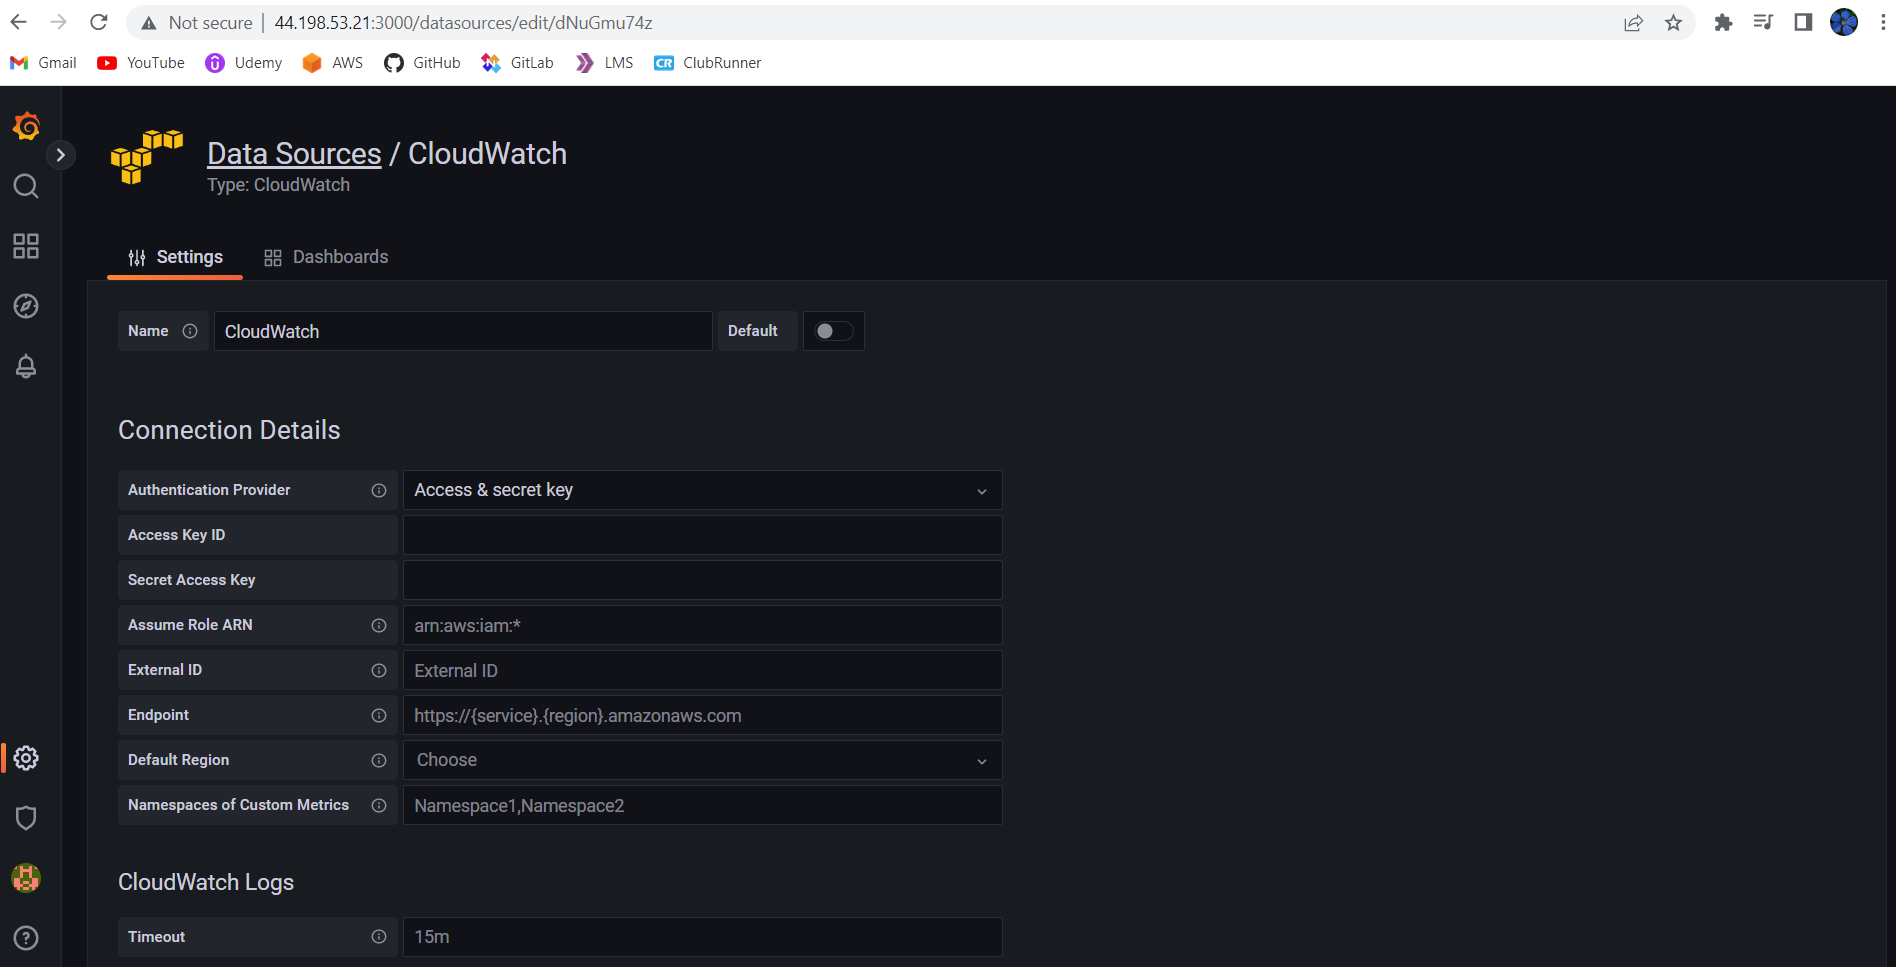 Not secure | 44.198.53.21:3000/datasources/edit/dNuGmu74z
Gmail YouTube Udemy AWS GitHub GitLab LMS CR ClubRunner
Data Sources / CloudWatch
Type: CloudWatch
Settings Dashboards
Name CloudWatch Default
Connection Details
Authentication Provider Access & secret key
Access Key ID
Secret Access Key
Assume Role ARN arn:aws:iam:*
External ID External ID
Endpoint https://{service}.{region}.amazonaws.com
Default Region Choose
Namespaces of Custom Metrics Namespace1,Namespace2
CloudWatch Logs
Timeout 15m